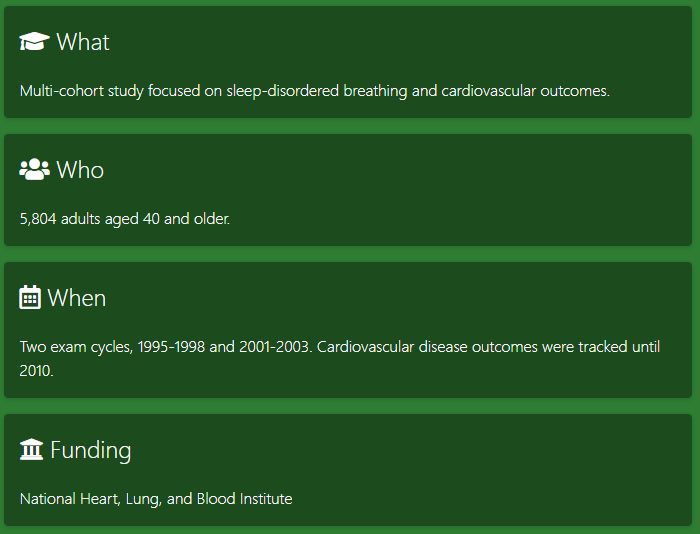 What
Multi-cohort study focused on sleep-disordered breathing and cardiovascular outcomes.
Who
5,804 adults aged 40 and older.
When
Two exam cycles, 1995-1998 and 2001-2003. Cardiovascular disease outcomes were tracked until
2010.
Funding
National Heart, Lung, and Blood Institute